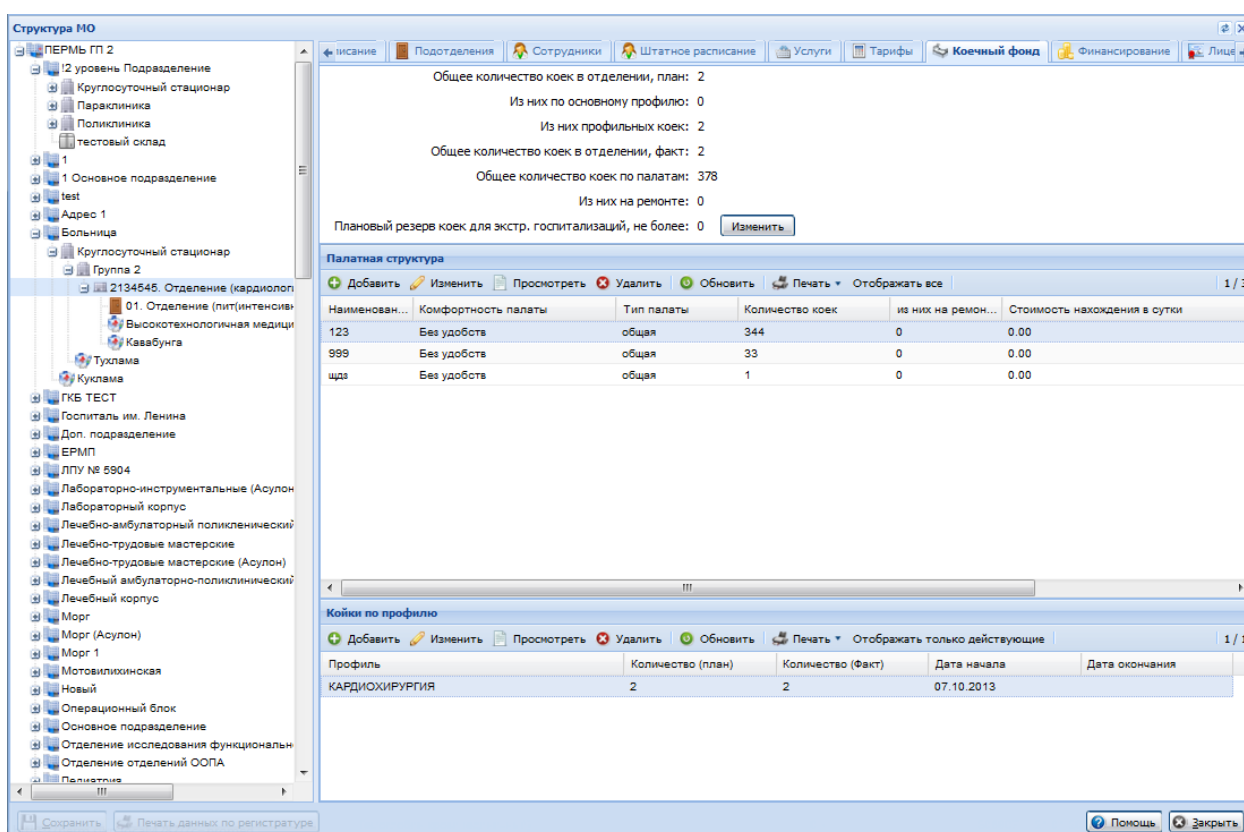 Структура МО
ПЕРМЬ ГП 2
!2 уровень Подразделение
Круглосуточный стационар
Параклиника
Поликлиника
тестовый склад
1
1 Основное подразделение
test
Адрес 1
Больница
Круглосуточный стационар
Группа 2
2134545. Отделение (кардиологи
01. Отделение (пит(интенсивн
Высокотехнологичная медици
Кавабунга
Тухлама
Куклама
ГКБ ТЕСТ
Госпиталь им. Ленина
Доп. подразделение
ЕРМП
ЛПУ № 5904
Лабораторно-инструментальные (Асулон
Лабораторный корпус
Лечебно-амбулаторный поликленический
Лечебно-трудовые мастерские
Лечебно-трудовые мастерские (Асулон)
Лечебный амбулаторно-поликлинический
Лечебный корпус
Морг
Морг (Асулон)
Морг 1
Мотовилихинская
Новый
Операционный блок
Основное подразделение
Отделение исследования функциональн
Отделение отделений ООПА
Педиатрия
писание Подотделения Сотрудники Штатное расписание Услуги Тарифы Коечный фонд Финансирование Лице
Общее количество коек в отделении, план: 2
Из них по основному профилю: 0
Из них профильных коек: 2
Общее количество коек в отделении, факт: 2
Общее количество коек по палатам: 378
Из них на ремонте: 0
Плановый резерв коек для экстр. госпитализаций, не более: 0 Изменить
Палатная структура
Добавить Изменить Просмотреть Удалить Обновить Печать Отображать все 1 / 3
Наименован... Комфортность палаты Тип палаты Количество коек из них на ремон... Стоимость нахождения в сутки
123 Без удобств общая 344 0 0.00
999 Без удобств общая 33 0 0.00
щдз Без удобств общая 1 0 0.00
Койки по профилю
Добавить Изменить Просмотреть Удалить Обновить Печать Отображать только действующие 1 / 1
Профиль Количество (план) Количество (Факт) Дата начала Дата окончания
КАРДИОХИРУРГИЯ 2 2 07.10.2013
Сохранить Печать данных по регистратуре Помощь Закрыть